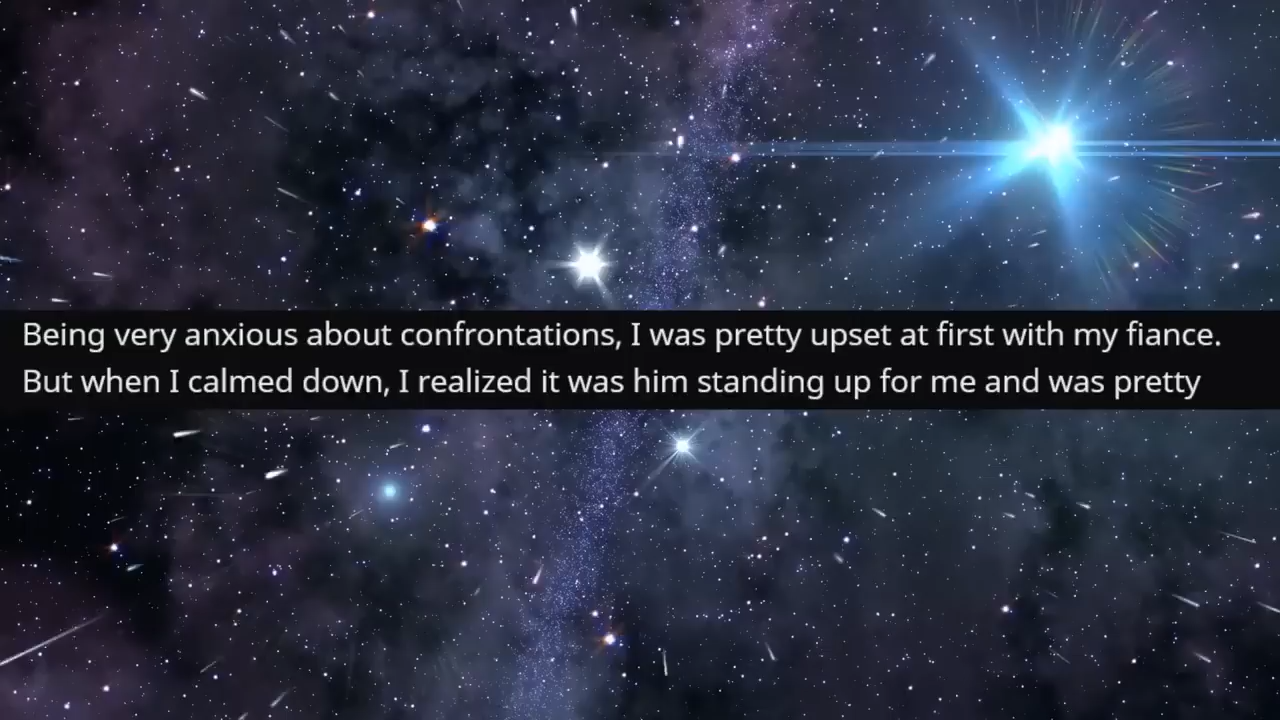 Being very anxious about confrontations, I was pretty upset at first with my fiance.
But when I calmed down, I realized it was him standing up for me and was pretty